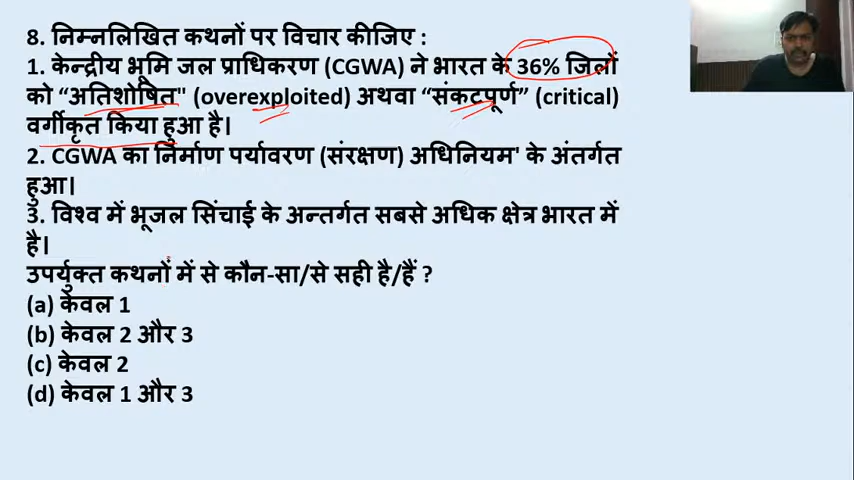 8. निम्नलिखित कथनों पर विचार कीजिए :
1. केन्द्रीय भूमि जल प्राधिकरण (CGWA) ने भारत के 36% जिलों
को “अतिशोषित" (overexploited) अथवा “संकटपूर्ण” (critical)
वर्गीकृत किया हुआ है।
2. CGWA का निर्माण पर्यावरण (संरक्षण) अधिनियम' के अंतर्गत
हुआ।
3. विश्व में भूजल सिंचाई के अन्तर्गत सबसे अधिक क्षेत्र भारत में
है।
उपर्युक्त कथनों में से कौन-सा/से सही है/हैं ?
(a) केवल 1
(b) केवल 2 और 3
(c) केवल 2
(d) केवल 1 और 3